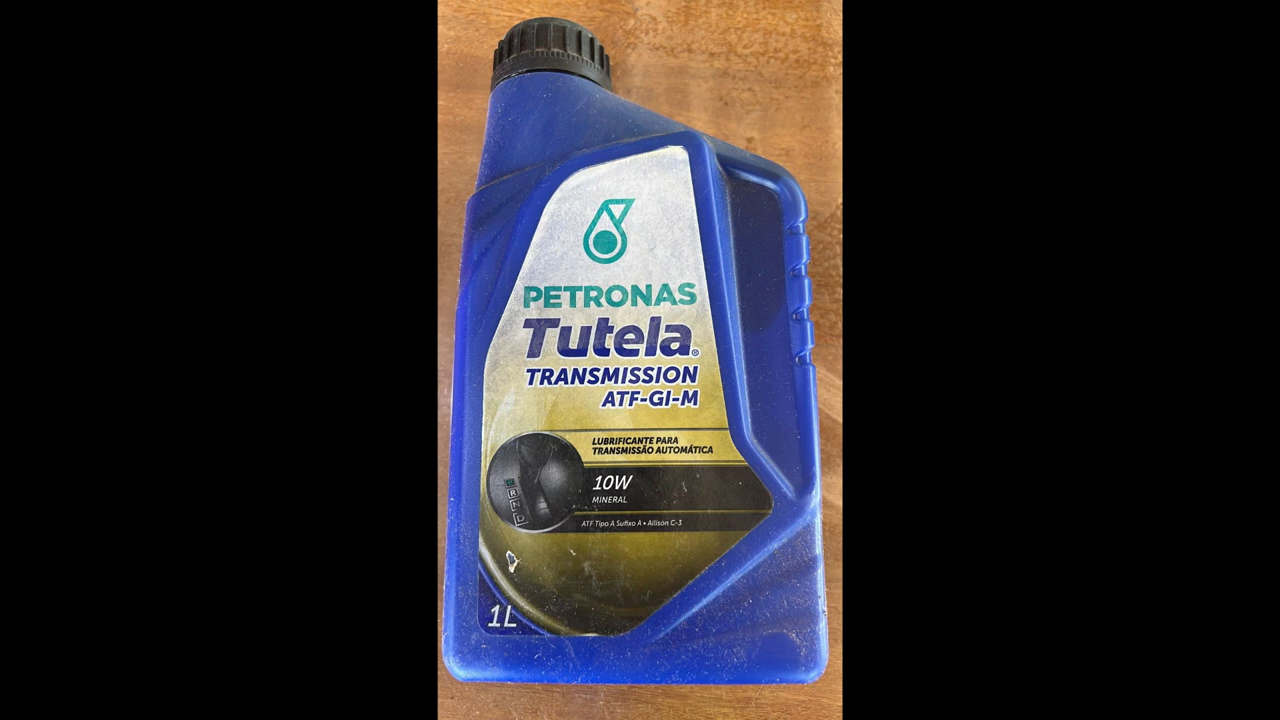 PETRONAS
Tutela®
TRANSMISSION
ATF-GI-M
LUBRIFICANTE PARA
TRANSMISSÃO AUTOMÁTICA
10W
MINERAL
ATF Tipo A Sufixo A • Allison C-3
P
R
N
D
1L